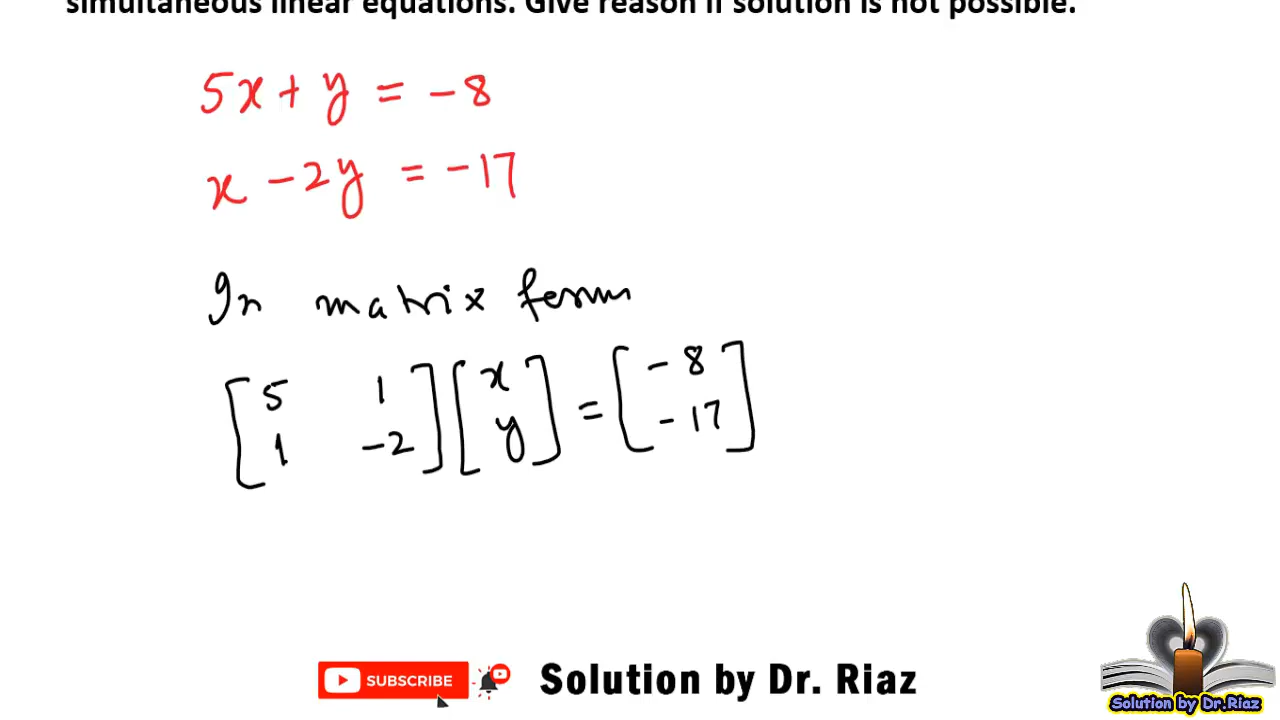 simultaneous linear equations. Give reason if solution is not possible.
5x + y = -8
x - 2y = -17
In matrix form
[5 1] [x] = [-8]
[1 -2] [y] [-17]
SUBSCRIBE
Solution by Dr. Riaz
Solution by Dr.Riaz